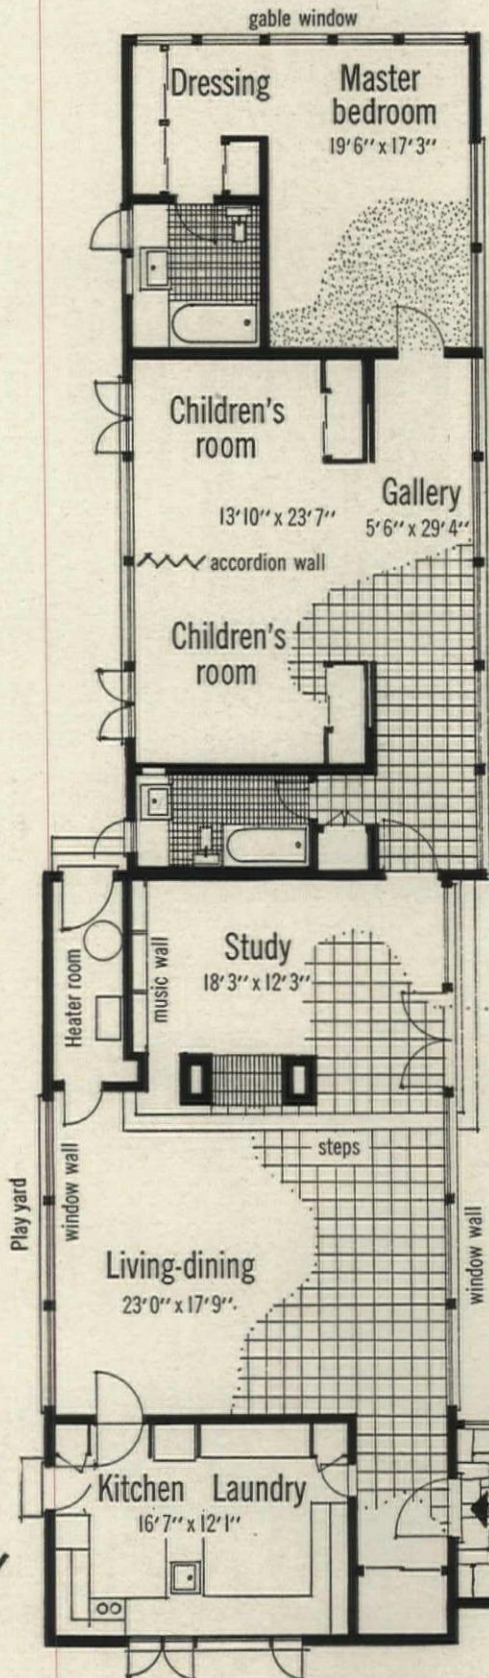 gable window
Dressing
Master
bedroom
19'6" x 17'3"
Children's
room
Gallery
13'10" x 23'7"
5'6" x 29'4"
accordion wall
Children's
room
Heater room
music wall
Study
18'3" x 12'3"
steps
Play yard
window wall
window wall
Living-dining
23'0" x 17'9"
Kitchen Laundry
16'7" x 12'1"